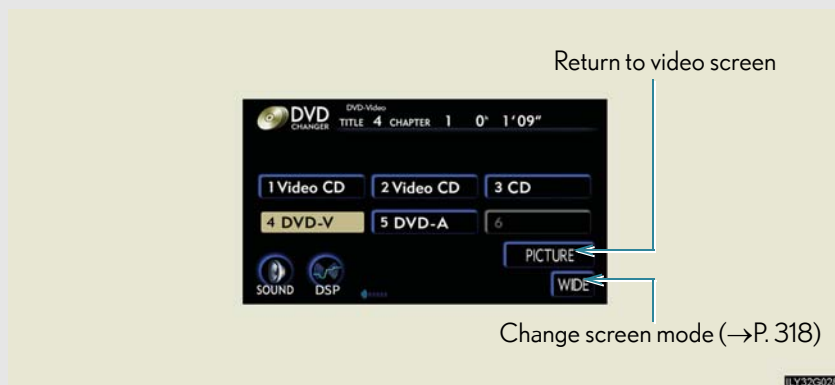 Return to video screen
DVD CHANGER
DVD-Video
TITLE 4 CHAPTER 1 0h 1'09"
1 Video CD 2 Video CD 3 CD
4 DVD-V 5 DVD-A 6
PICTURE
SOUND DSP WIDE
Change screen mode (→P. 318)